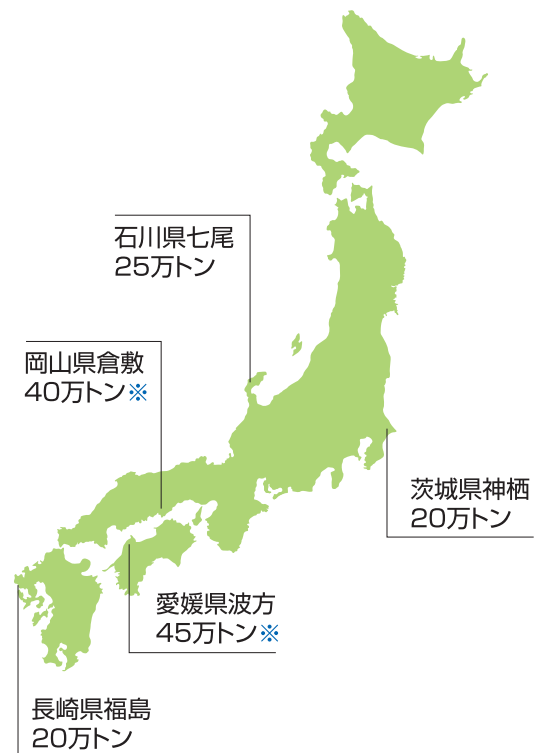 石川県七尾
25万トン
岡山県倉敷
40万トン※
茨城県神栖
20万トン
愛媛県波方
45万トン※
長崎県福島
20万トン